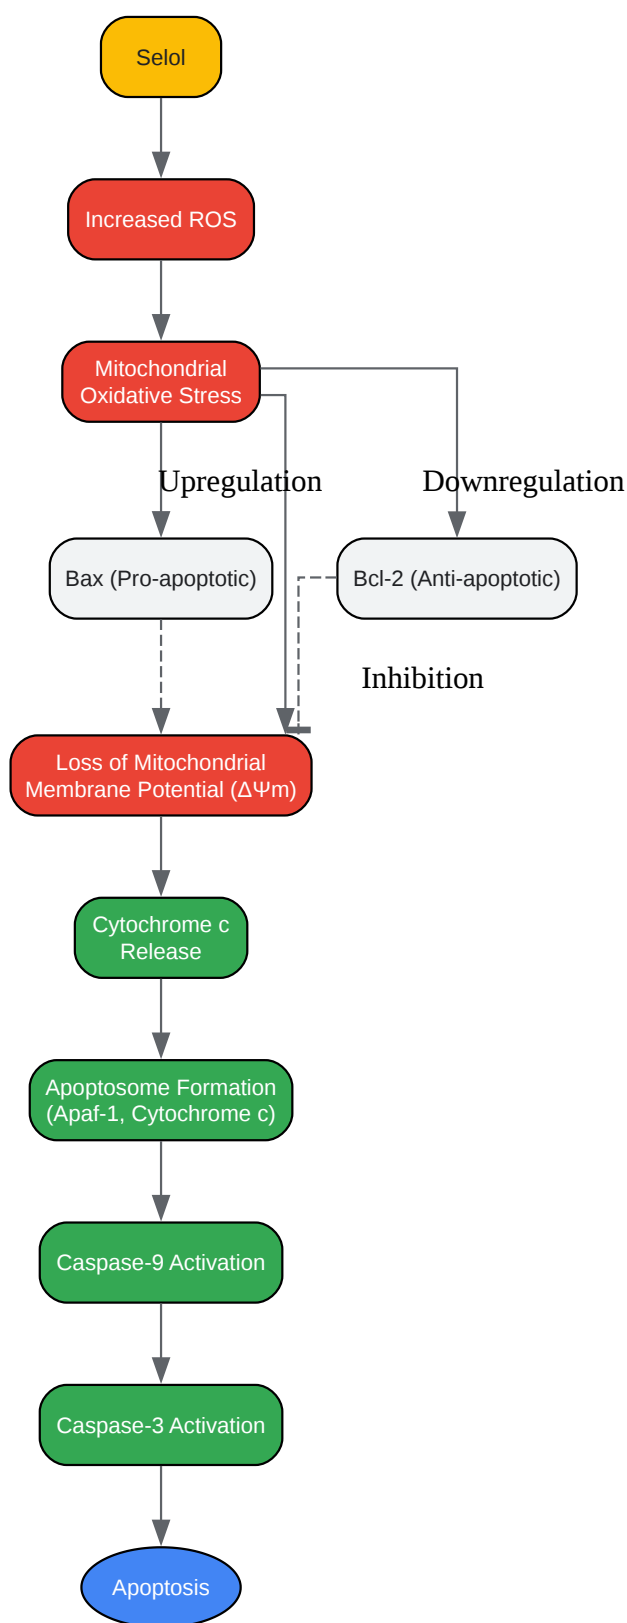 Selol
Increased ROS
Mitochondrial
Oxidative Stress
Upregulation
Downregulation
Bax (Pro-apoptotic)
Bcl-2 (Anti-apoptotic)
Inhibition
Loss of Mitochondrial
Membrane Potential (ΔΨm)
Cytochrome c
Release
Apoptosome Formation
(Apaf-1, Cytochrome c)
Caspase-9 Activation
Caspase-3 Activation
Apoptosis